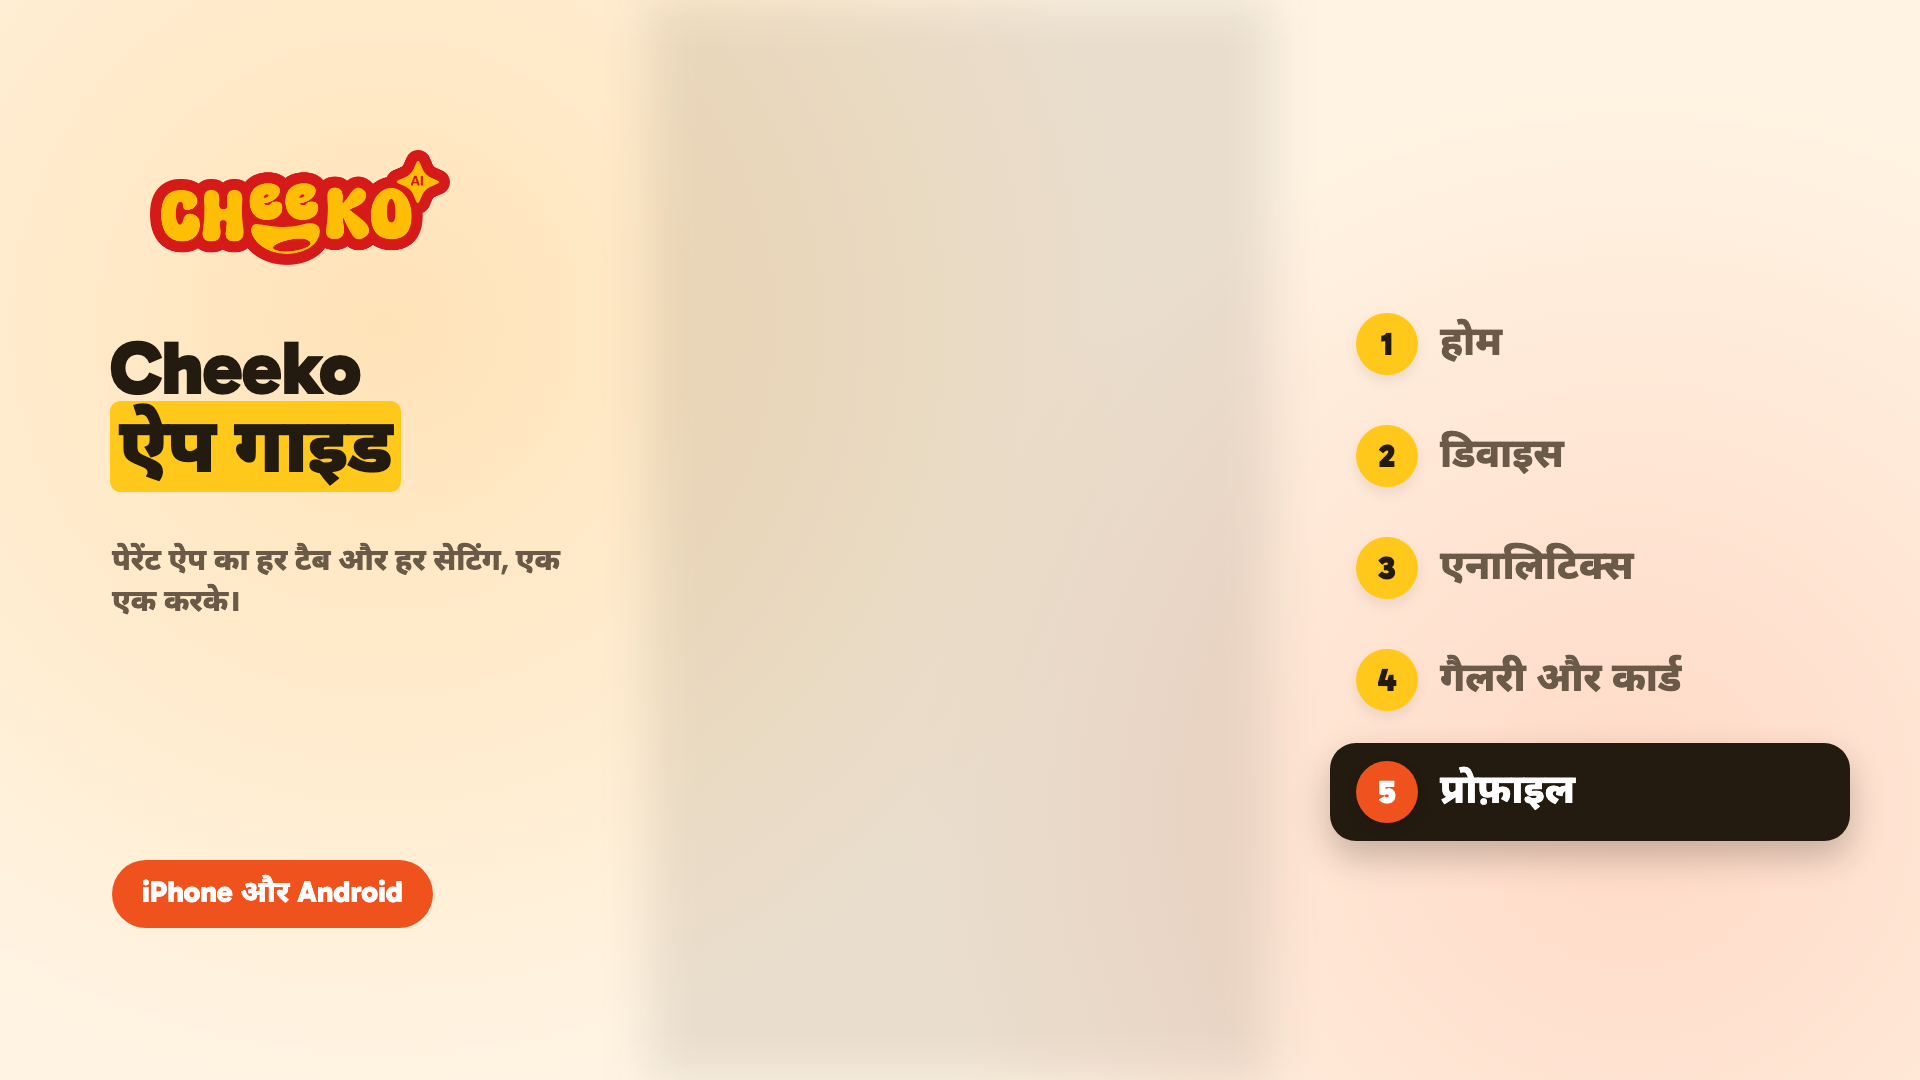 CHeeKO AI
Cheeko
ऐप गाइड
पेरेंट ऐप का हर टैब और हर सेटिंग, एक
एक करके।
iPhone और Android
1 होम
2 डिवाइस
3 एनालिटिक्स
4 गैलरी और कार्ड
5 प्रोफ़ाइल